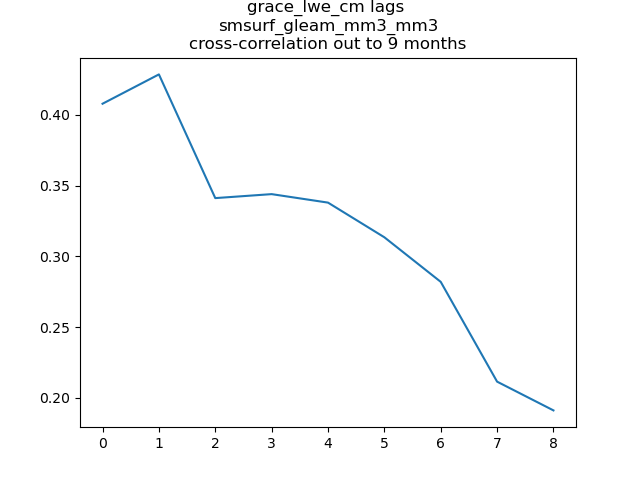 grace_lwe_cm lags
smsurf_gleam_mm3_mm3
cross-correlation out to 9 months
0.40
0.35
0.30
0.25
0.20
0 1 2 3 4 5 6 7 8